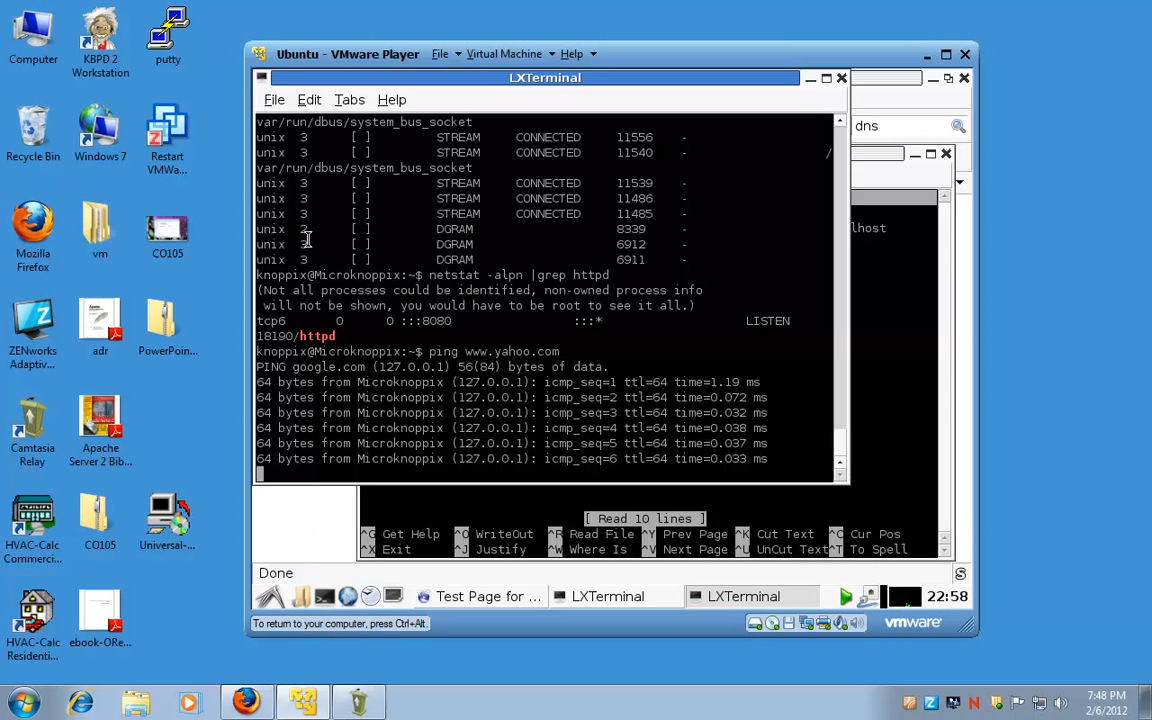 Computer
KBPD 2
Workstation
putty
Recycle Bin
Windows 7
Restart
VMWa...
Mozilla
Firefox
vm
CO105
ZENworks
Adaptiv...
adr
PowerPoin...
Camtasia
Relay
Apache
Server 2 Bib...
HVAC-Calc
Commerci...
CO105
Universal-...
HVAC-Calc
Residenti...
ebook-ORe...
Ubuntu - VMware Player File Virtual Machine Help
LXTerminal
File Edit Tabs Help
dns
var/run/dbus/system_bus_socket
unix 3 [ ] STREAM CONNECTED 11556 -
unix 3 [ ] STREAM CONNECTED 11540 - /
var/run/dbus/system_bus_socket
unix 3 [ ] STREAM CONNECTED 11539 -
unix 3 [ ] STREAM CONNECTED 11486 -
unix 3 [ ] STREAM CONNECTED 11485 -
unix 2 [ ] DGRAM 8339 -
unix 3 [ ] DGRAM 6912 -
unix 3 [ ] DGRAM 6911 -
knoppix@Microknoppix:~$ netstat -alpn |grep httpd
(Not all processes could be identified, non-owned process info
will not be shown, you would have to be root to see it all.)
tcp6 0 0 :::8080 :::* LISTEN
18190/httpd
knoppix@Microknoppix:~$ ping www.yahoo.com
PING google.com (127.0.0.1) 56(84) bytes of data.
64 bytes from Microknoppix (127.0.0.1): icmp_seq=1 ttl=64 time=1.19 ms
64 bytes from Microknoppix (127.0.0.1): icmp_seq=2 ttl=64 time=0.072 ms
64 bytes from Microknoppix (127.0.0.1): icmp_seq=3 ttl=64 time=0.032 ms
64 bytes from Microknoppix (127.0.0.1): icmp_seq=4 ttl=64 time=0.038 ms
64 bytes from Microknoppix (127.0.0.1): icmp_seq=5 ttl=64 time=0.037 ms
64 bytes from Microknoppix (127.0.0.1): icmp_seq=6 ttl=64 time=0.033 ms
lhost
[ Read 10 lines ]
^G Get Help ^O WriteOut ^R Read File ^Y Prev Page ^K Cut Text ^C Cur Pos
^X Exit ^J Justify ^W Where Is ^V Next Page ^U UnCut Text ^T To Spell
Done
Test Page for ... LXTerminal LXTerminal 22:58
To return to your computer, press Ctrl+Alt.
vmware
7:48 PM
2/6/2012